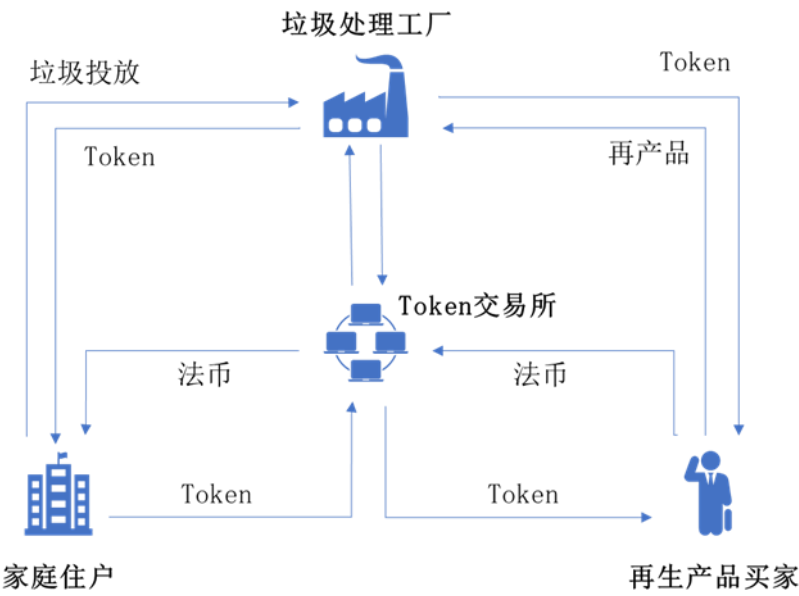 垃圾处理工厂
垃圾投放
Token
Token
再产品
Token交易所
法币
法币
Token
Token
家庭住户
再生产品买家